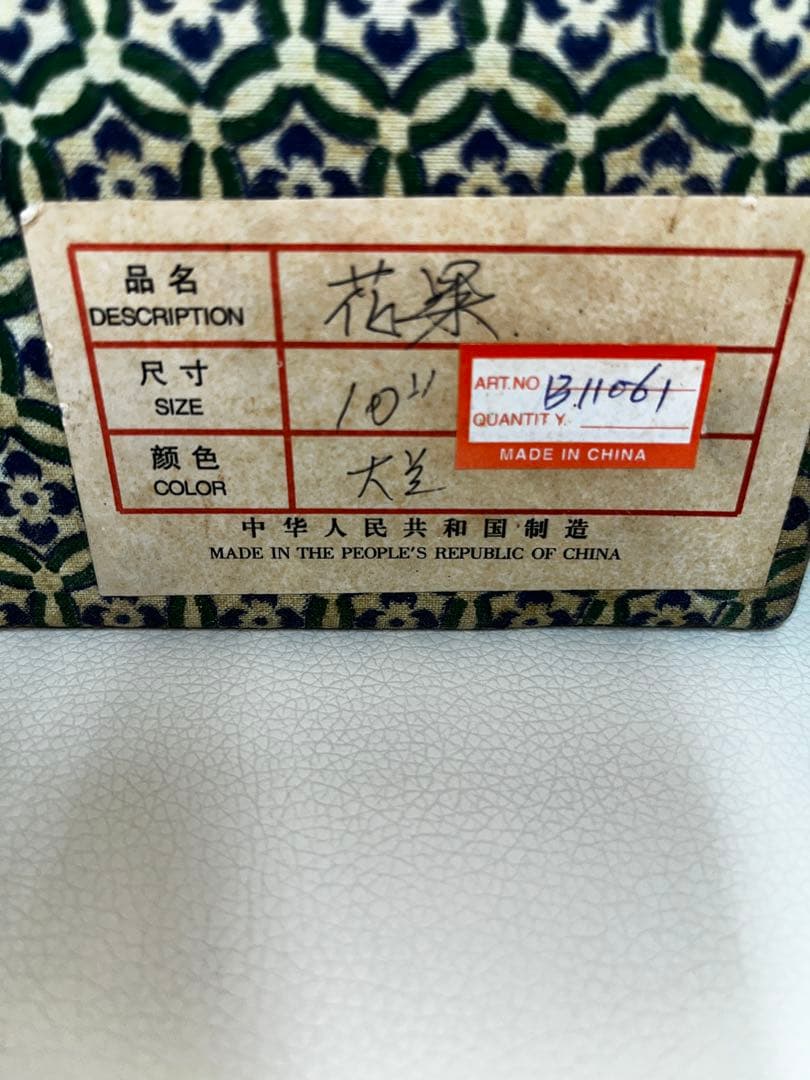 品名
DESCRIPTION
花果
尺寸
SIZE
10"
颜色
COLOR
大兰
ART.NO B.11061
QUANTITY.
MADE IN CHINA
中华人民共和国制造
MADE IN THE PEOPLE'S REPUBLIC OF CHINA